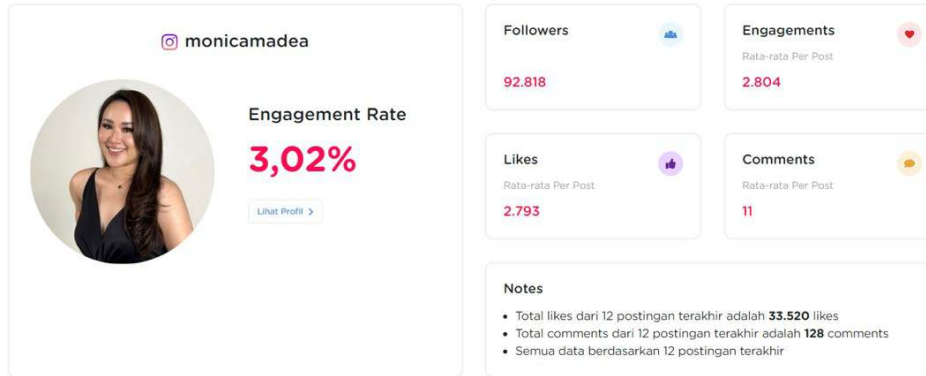 monicamadea
Engagement Rate
3,02%
Lihat Profil
Followers
92.818
Engagements
Rata-rata Per Post
2.804
Likes
Rata-rata Per Post
2.793
Comments
Rata-rata Per Post
11
Notes
• Total likes dari 12 postingan terakhir adalah 33.520 likes
• Total comments dari 12 postingan terakhir adalah 128 comments
• Semua data berdasarkan 12 postingan terakhir